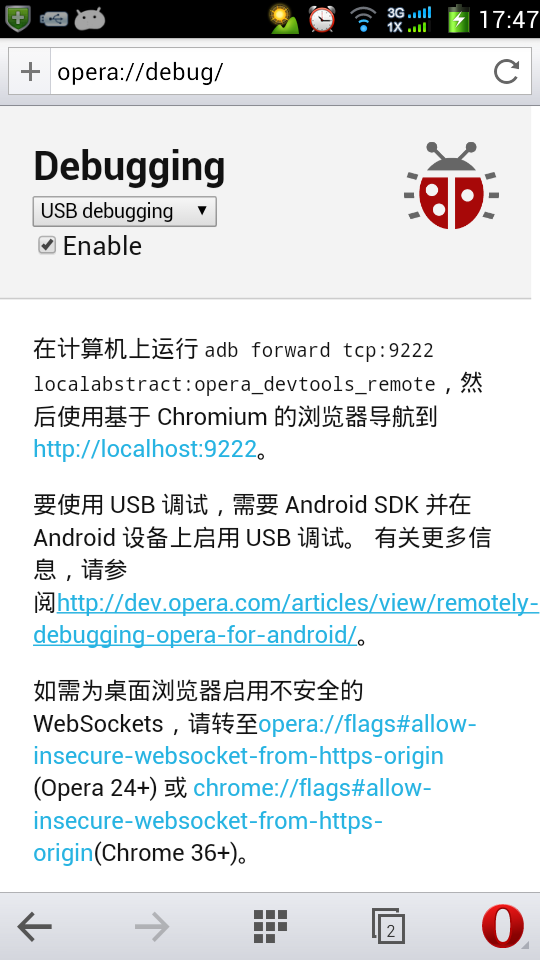 3G
1X
17:47
opera://debug/
Debugging
USB debugging
Enable
在计算机上运行 adb forward tcp:9222
localabstract:opera_devtools_remote，然
后使用基于 Chromium 的浏览器导航到
http://localhost:9222。
要使用 USB 调试，需要 Android SDK 并在
Android 设备上启用 USB 调试。 有关更多信
息，请参
阅http://dev.opera.com/articles/view/remotely-
debugging-opera-for-android/。
如需为桌面浏览器启用不安全的
WebSockets，请转至opera://flags#allow-
insecure-websocket-from-https-origin
(Opera 24+) 或 chrome://flags#allow-
insecure-websocket-from-https-
origin(Chrome 36+)。
2